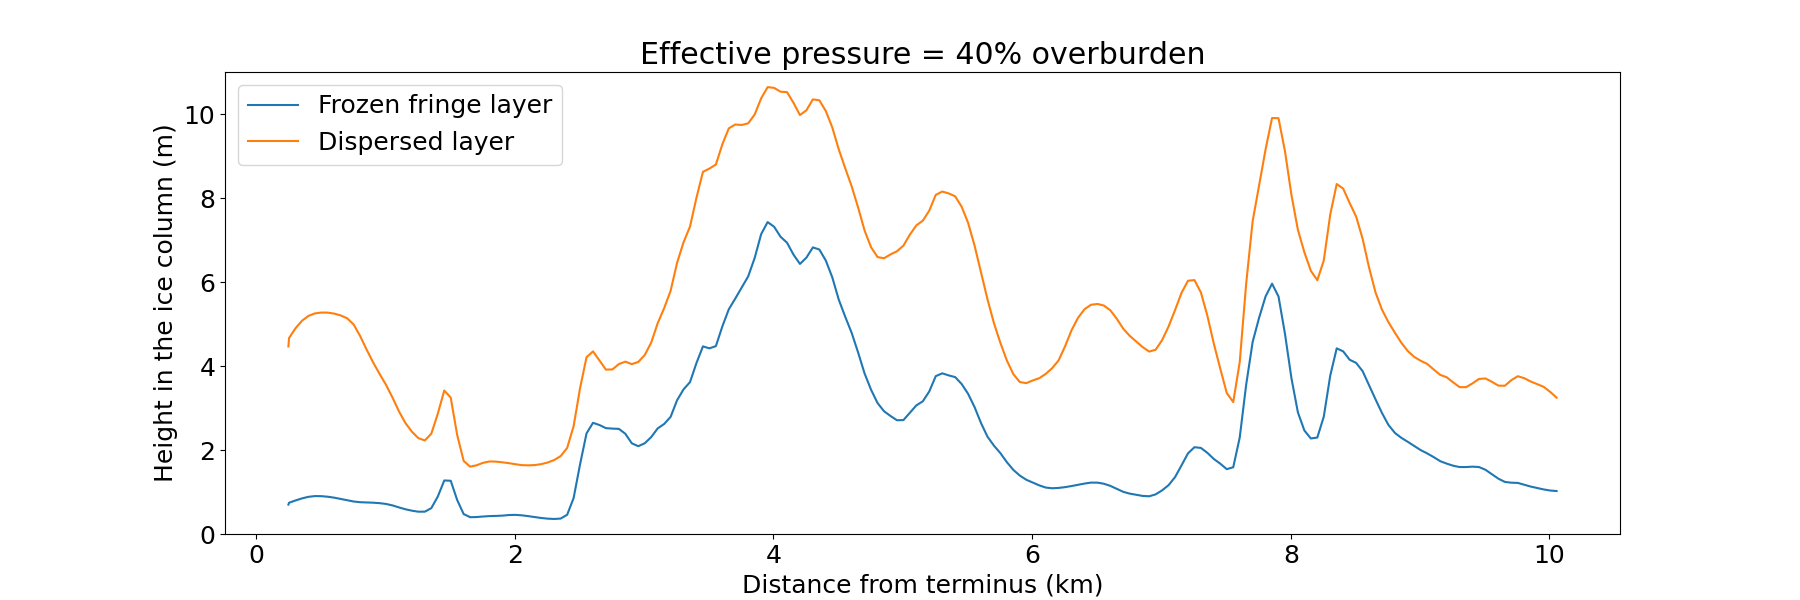 Effective pressure = 40% overburden
Frozen fringe layer
Dispersed layer
Height in the ice column (m)
10
8
6
4
2
0
0 2 4 6 8 10
Distance from terminus (km)